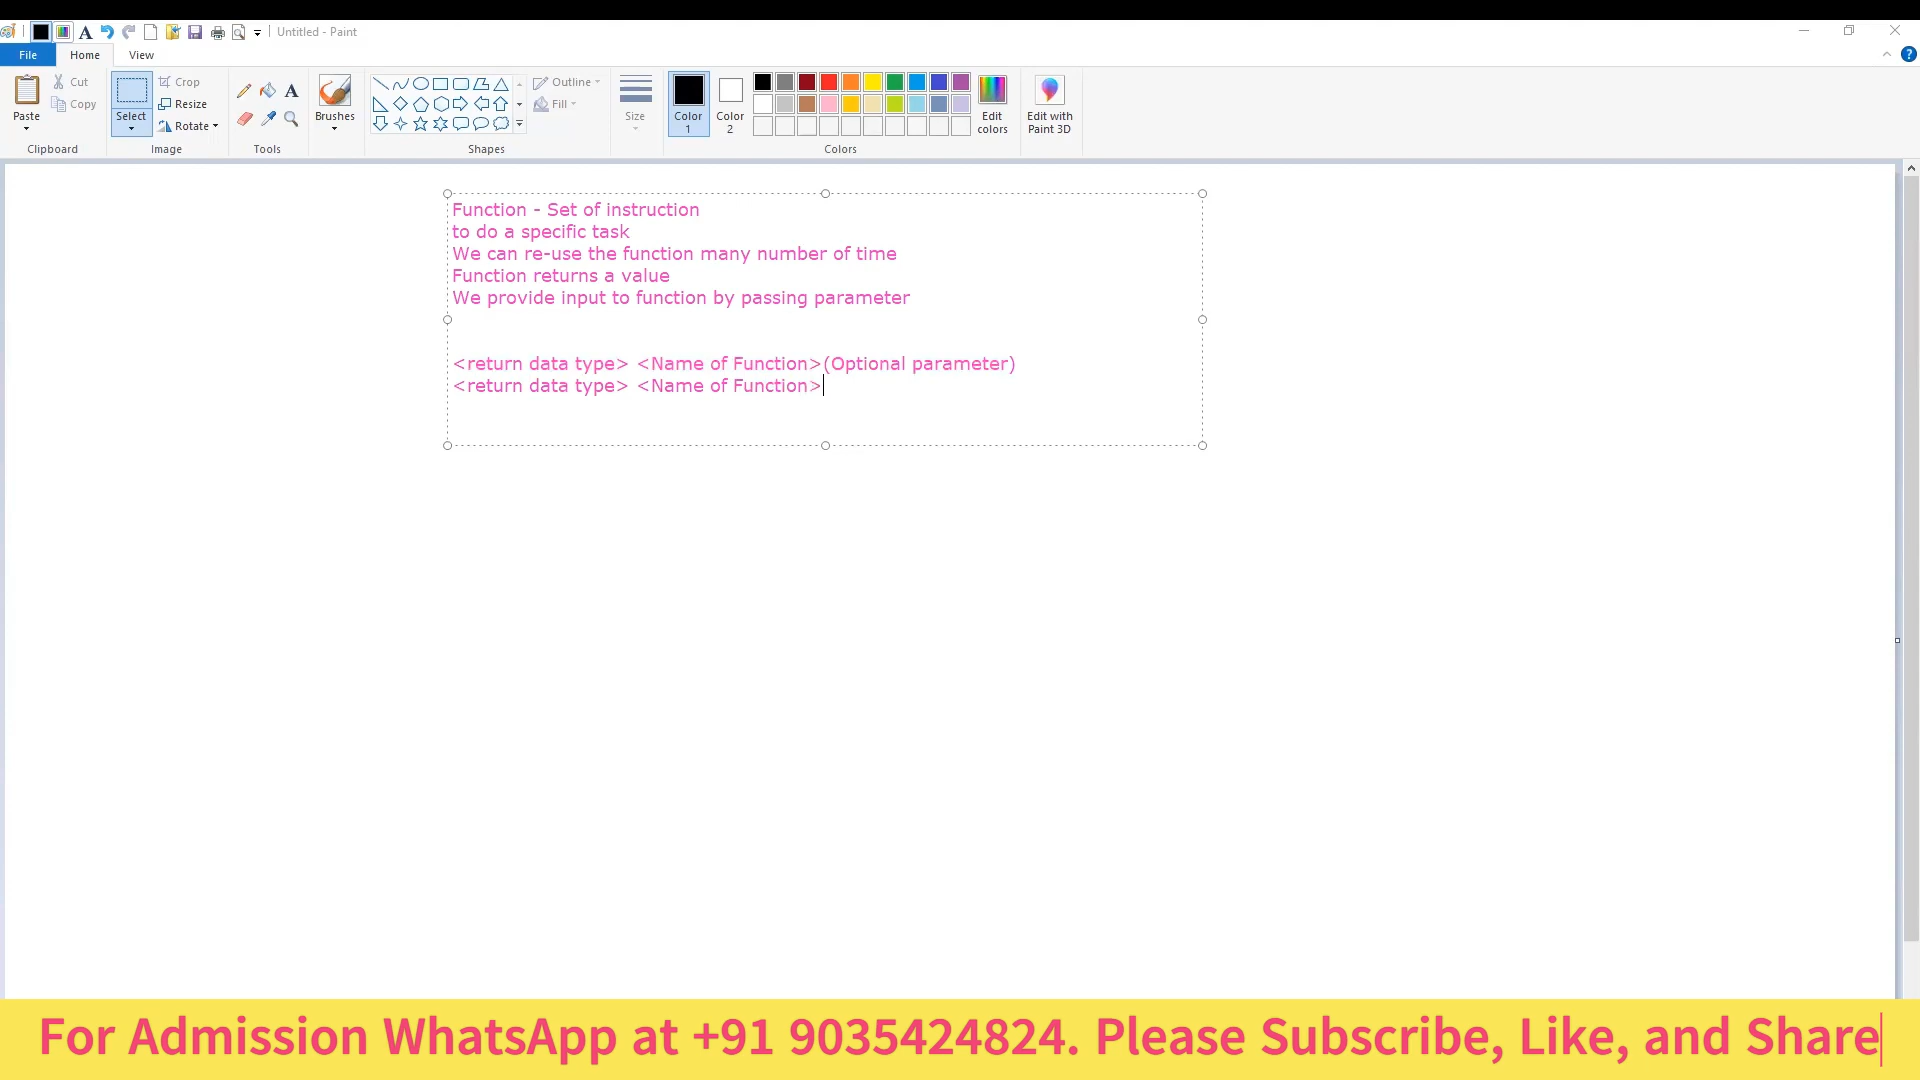 Untitled - Paint
File Home View
Paste
Cut
Copy
Clipboard
Select
Crop
Resize
Rotate
Image
A
Tools
Brushes
Shapes
Outline
Fill
Size
Color 1
Color 2
Colors
Edit colors
Edit with Paint 3D
Function - Set of instruction
to do a specific task
We can re-use the function many number of time
Function returns a value
We provide input to function by passing parameter
<return data type> <Name of Function>(Optional parameter)
<return data type> <Name of Function>
For Admission WhatsApp at +91 9035424824. Please Subscribe, Like, and Share